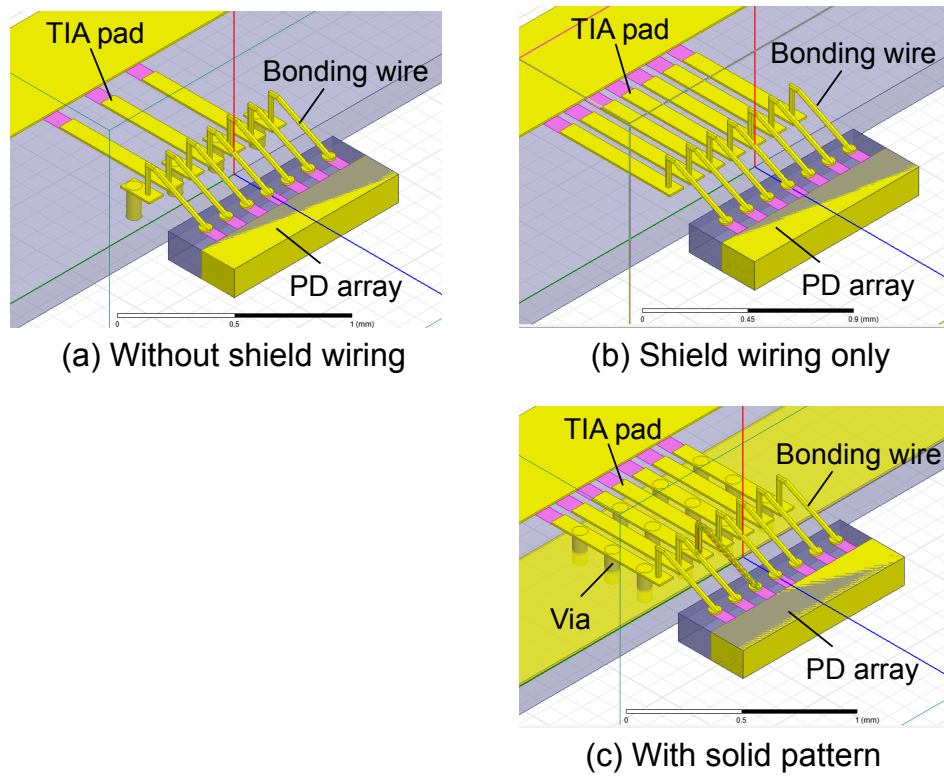 TIA pad
Bonding wire
PD array
0
0.5
1 (mm)
(a) Without shield wiring
TIA pad
Bonding wire
PD array
0
0.45
0.9 (mm)
(b) Shield wiring only
TIA pad
Bonding wire
Via
PD array
0
0.5
1 (mm)
(c) With solid pattern